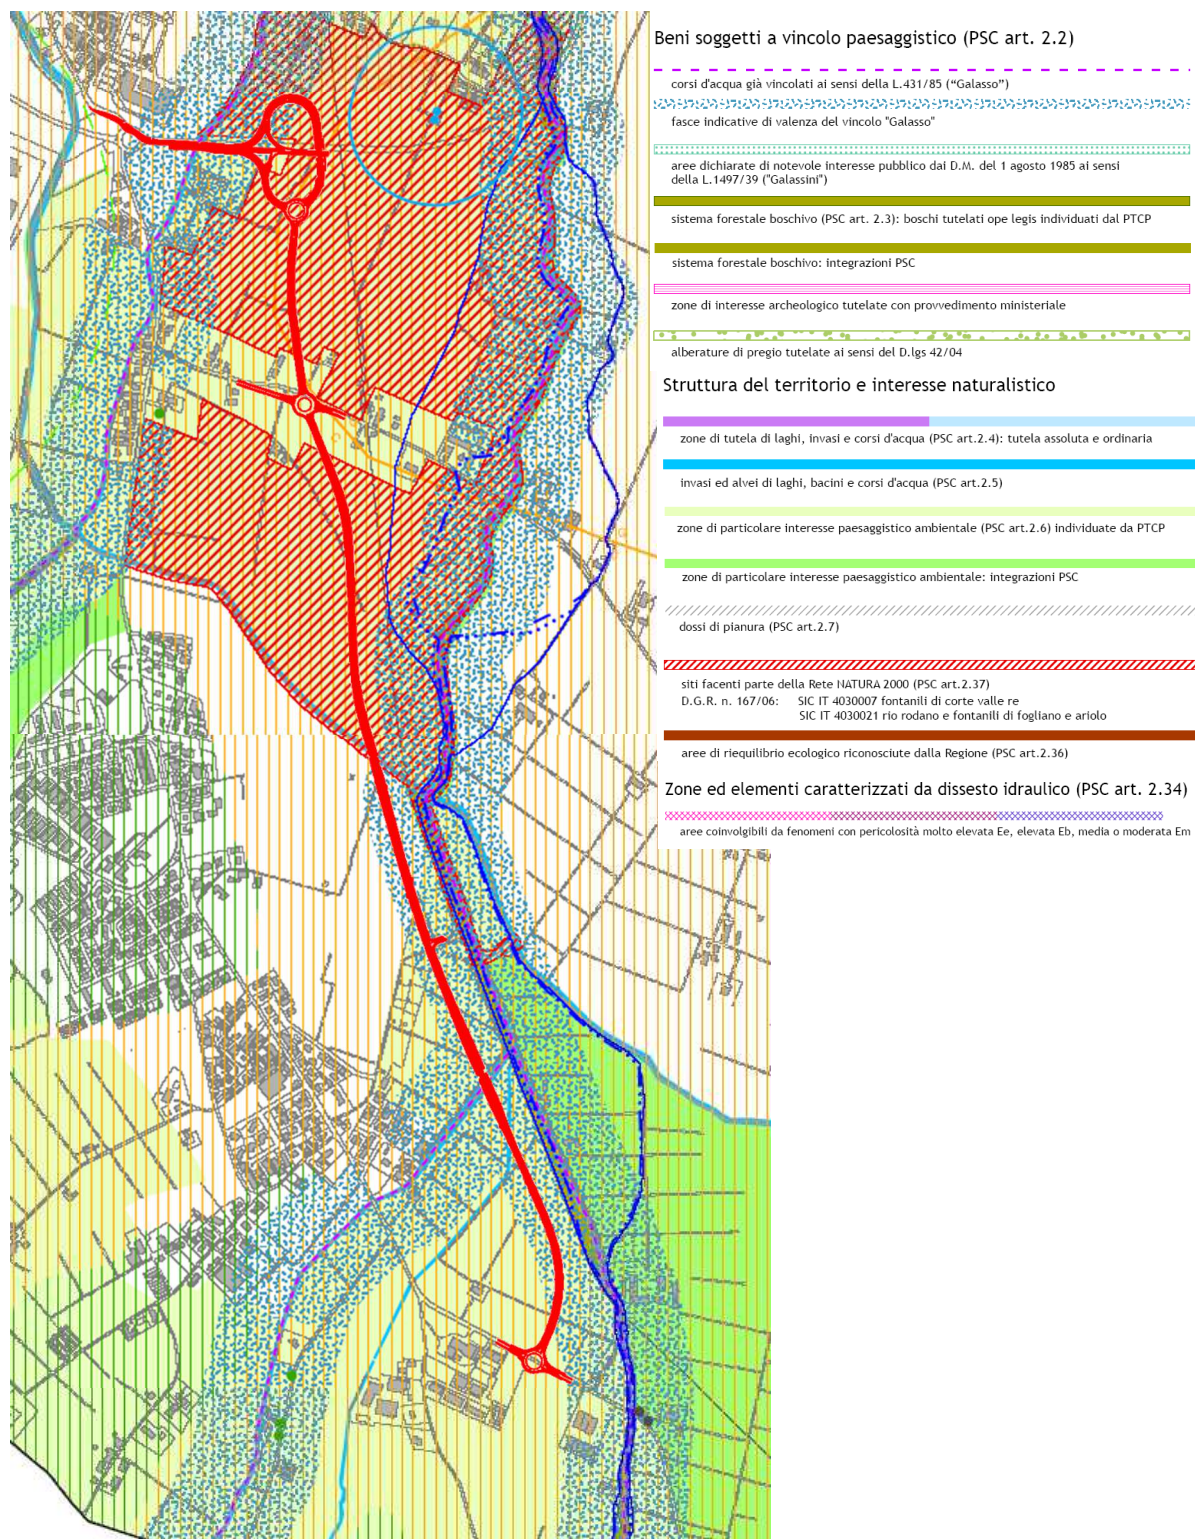 Beni soggetti a vincolo paesaggistico (PSC art. 2.2)
corsi d'acqua già vincolati ai sensi della L.431/85 (“Galasso”)
fasce indicative di valenza del vincolo "Galasso"
aree dichiarate di notevole interesse pubblico dai D.M. del 1 agosto 1985 ai sensi
della L.1497/39 ("Galassini")
sistema forestale boschivo (PSC art. 2.3): boschi tutelati ope legis individuati dal PTCP
sistema forestale boschivo: integrazioni PSC
zone di interesse archeologico tutelate con provvedimento ministeriale
alberature di pregio tutelate ai sensi del D.lgs 42/04
Struttura del territorio e interesse naturalistico
zone di tutela di laghi, invasi e corsi d'acqua (PSC art.2.4): tutela assoluta e ordinaria
invasi ed alvei di laghi, bacini e corsi d'acqua (PSC art.2.5)
zone di particolare interesse paesaggistico ambientale (PSC art.2.6) individuate da PTCP
zone di particolare interesse paesaggistico ambientale: integrazioni PSC
dossi di pianura (PSC art.2.7)
siti facenti parte della Rete NATURA 2000 (PSC art.2.37)
D.G.R. n. 167/06: SIC IT 4030007 fontanili di corte valle re
SIC IT 4030021 rio rodano e fontanili di fogliano e ariolo
aree di riequilibrio ecologico riconosciute dalla Regione (PSC art.2.36)
Zone ed elementi caratterizzati da dissesto idraulico (PSC art. 2.34)
aree coinvolgibili da fenomeni con pericolosità molto elevata Ee, elevata Eb, media o moderata Em